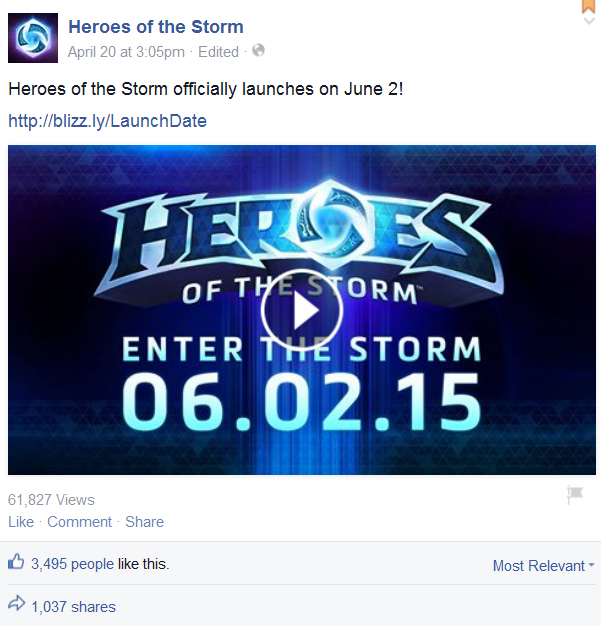 Heroes of the Storm
April 20 at 3:05pm · Edited ·
Heroes of the Storm officially launches on June 2!
http://blizz.ly/LaunchDate
HEROES
OF THE STORM™
ENTER THE STORM
06.02.15
61,827 Views
Like · Comment · Share
3,495 people like this.
Most Relevant
1,037 shares